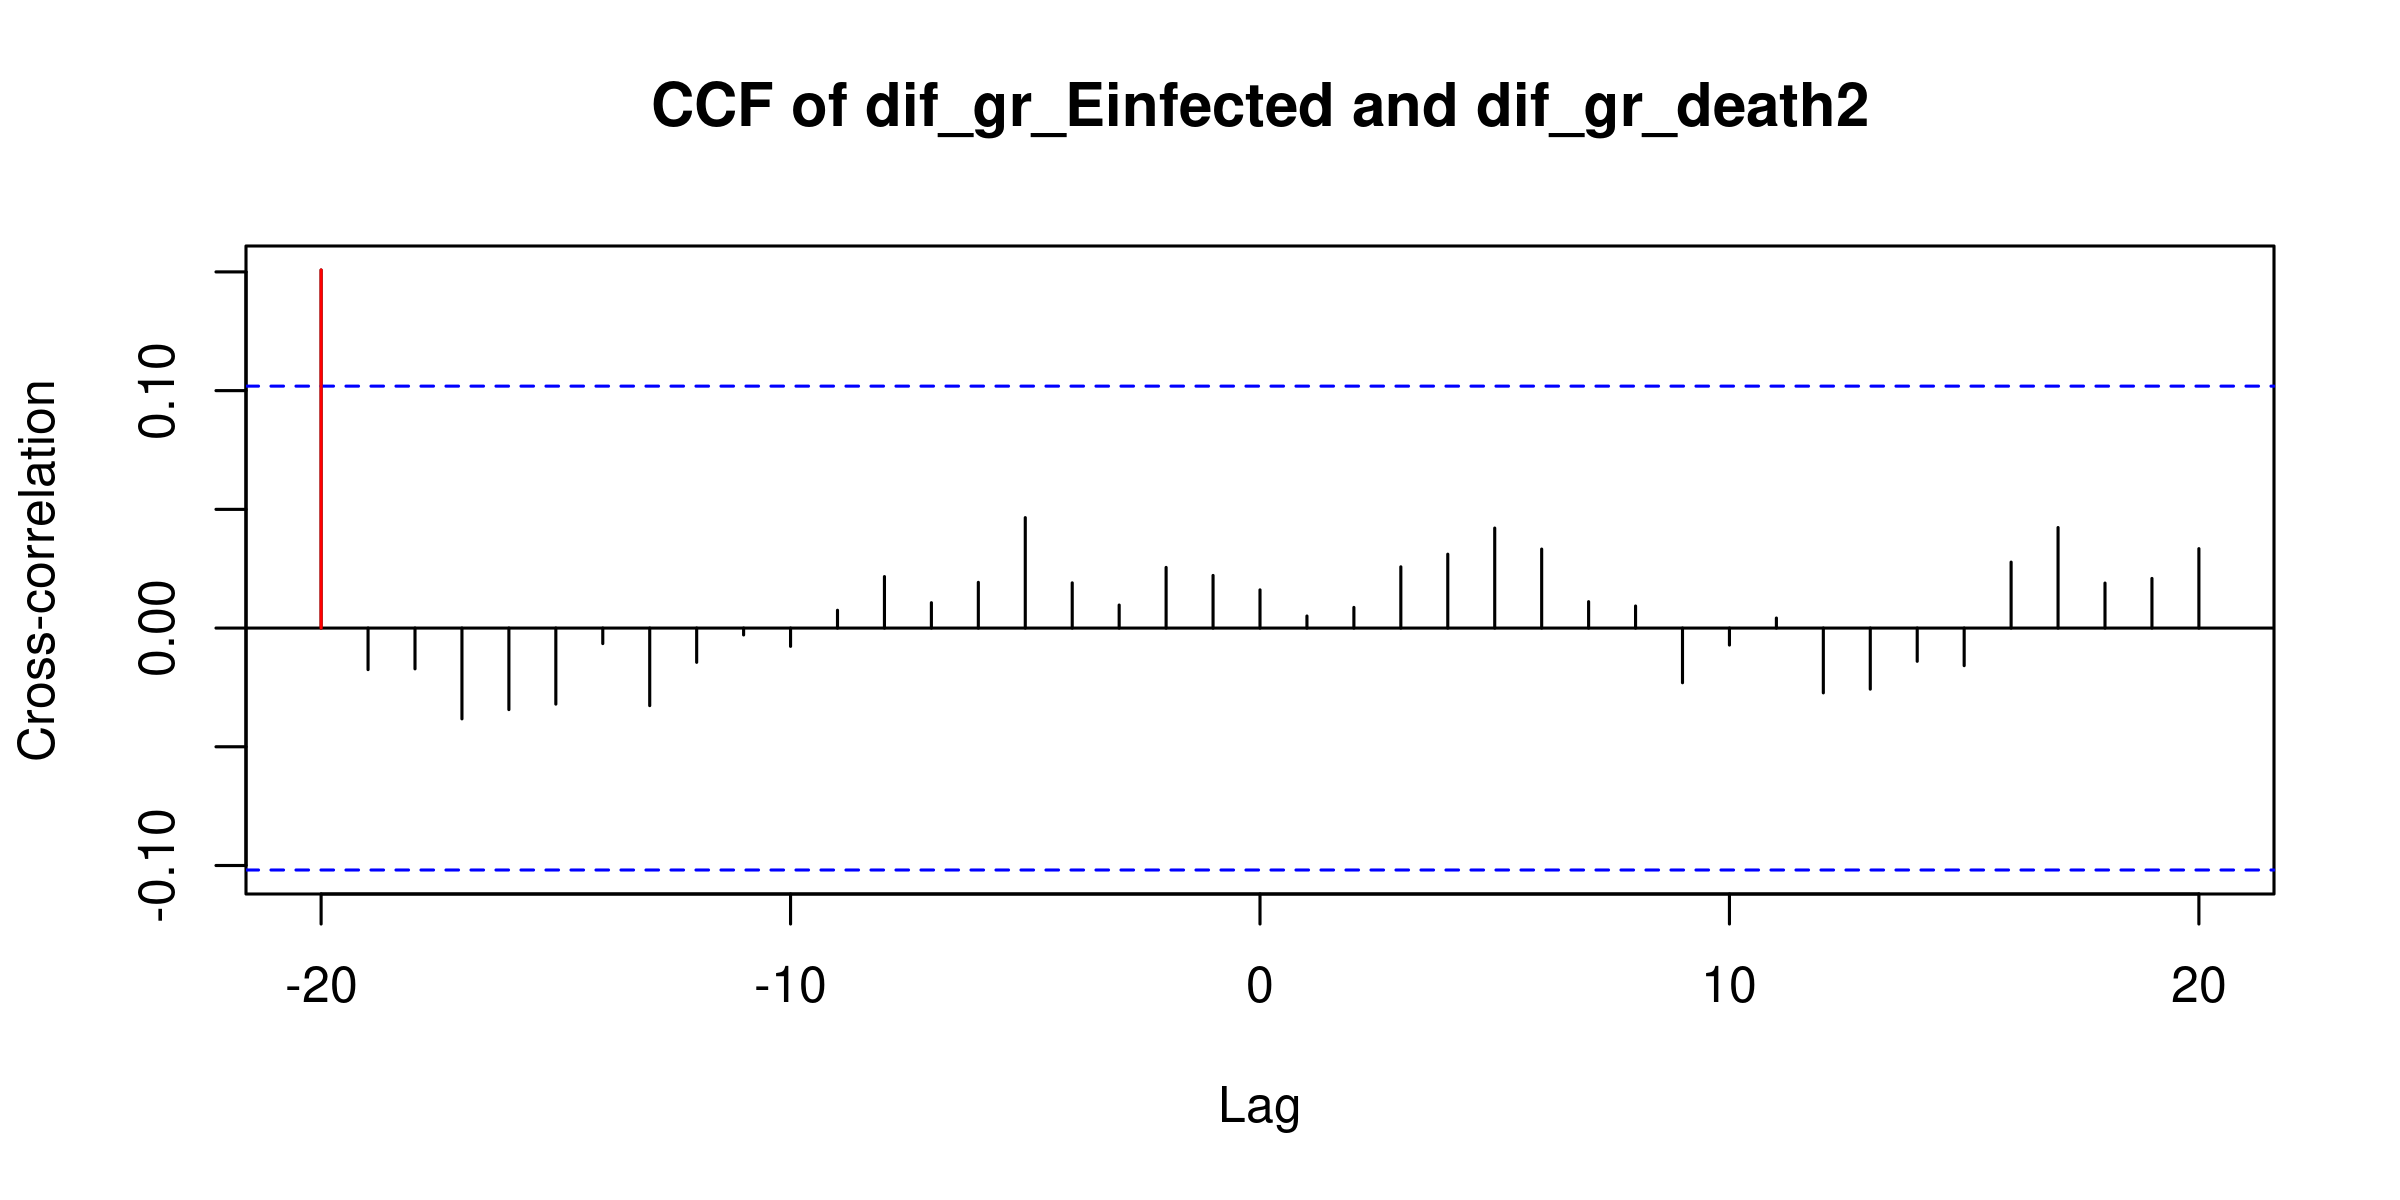 CCF of dif_gr_Einfected and dif_gr_death2
Cross-correlation
0.10
0.00
-0.10
-20 -10 0 10 20
Lag